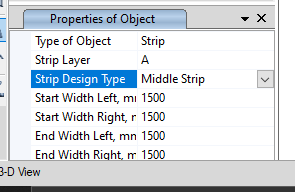 Properties of Object
Type of Object Strip
Strip Layer A
Strip Design Type Middle Strip
Start Width Left, mr 1500
Start Width Right, n 1500
End Width Left, mn 1500
End Width Right, m 1500
3-D View